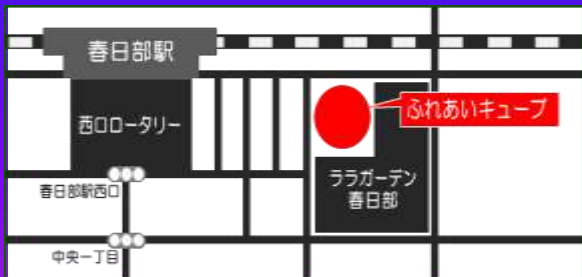 春日部駅
西口ロータリー
ふれあいキューブ
ララガーデン
春日部
春日部駅西口
中央一丁目